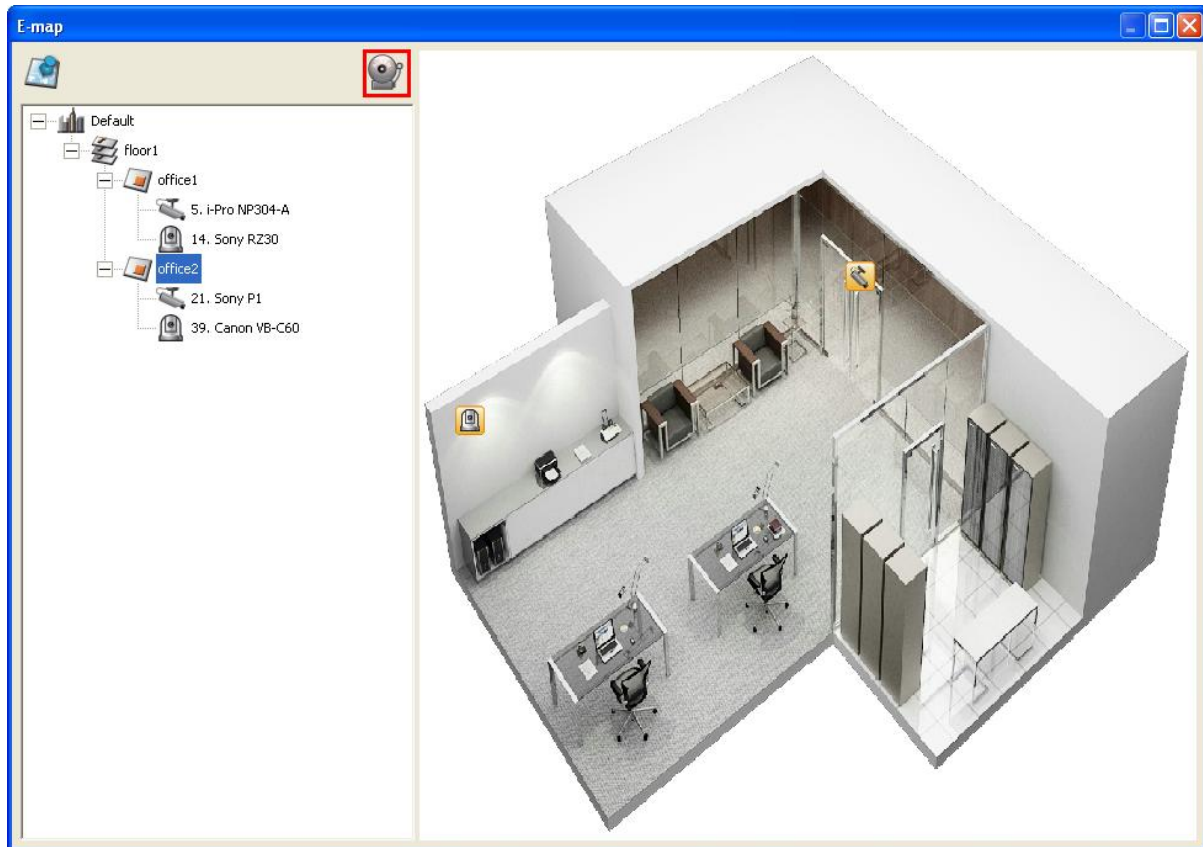 E-map
Default
floor1
office1
5. i-Pro NP304-A
14. Sony RZ30
office2
21. Sony P1
39. Canon VB-C60